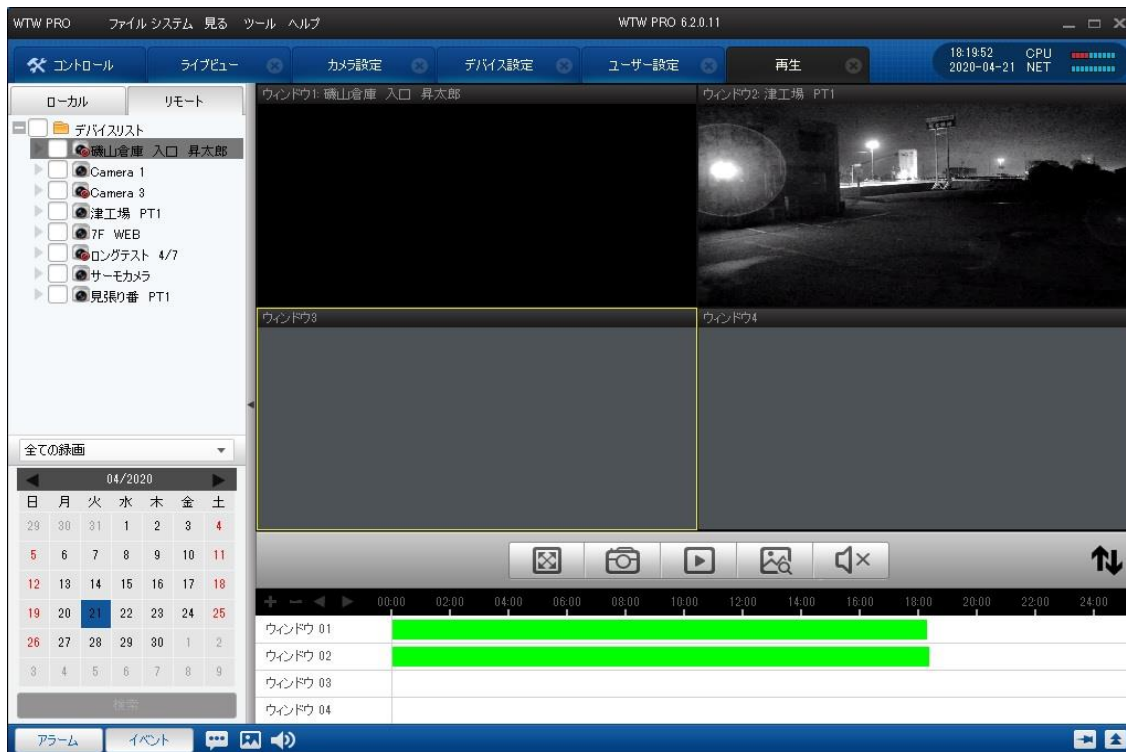 WTW PRO ファイル システム 見る ツール ヘルプ WTW PRO 6.2.0.11
コントロール ライブビュー カメラ設定 デバイス設定 ユーザー設定 再生 18:19:52 CPU
2020-04-21 NET
ローカル リモート
デバイスリスト
磯山倉庫 入口 昇太郎
Camera 1
Camera 3
津工場 PT1
7F WEB
ロングテスト 4/7
サーモカメラ
見張り番 PT1
全ての録画
04/2020
日 月 火 水 木 金 土
29 30 31 1 2 3 4
5 6 7 8 9 10 11
12 13 14 15 16 17 18
19 20 21 22 23 24 25
26 27 28 29 30 1 2
3 4 5 6 7 8 9
検索
ウィンドウ1: 磯山倉庫 入口 昇太郎
ウィンドウ2: 津工場 PT1
ウィンドウ3
ウィンドウ4
00:00 02:00 04:00 06:00 08:00 10:00 12:00 14:00 16:00 18:00 20:00 22:00 24:00
ウィンドウ 01
ウィンドウ 02
ウィンドウ 03
ウィンドウ 04
アラーム イベント